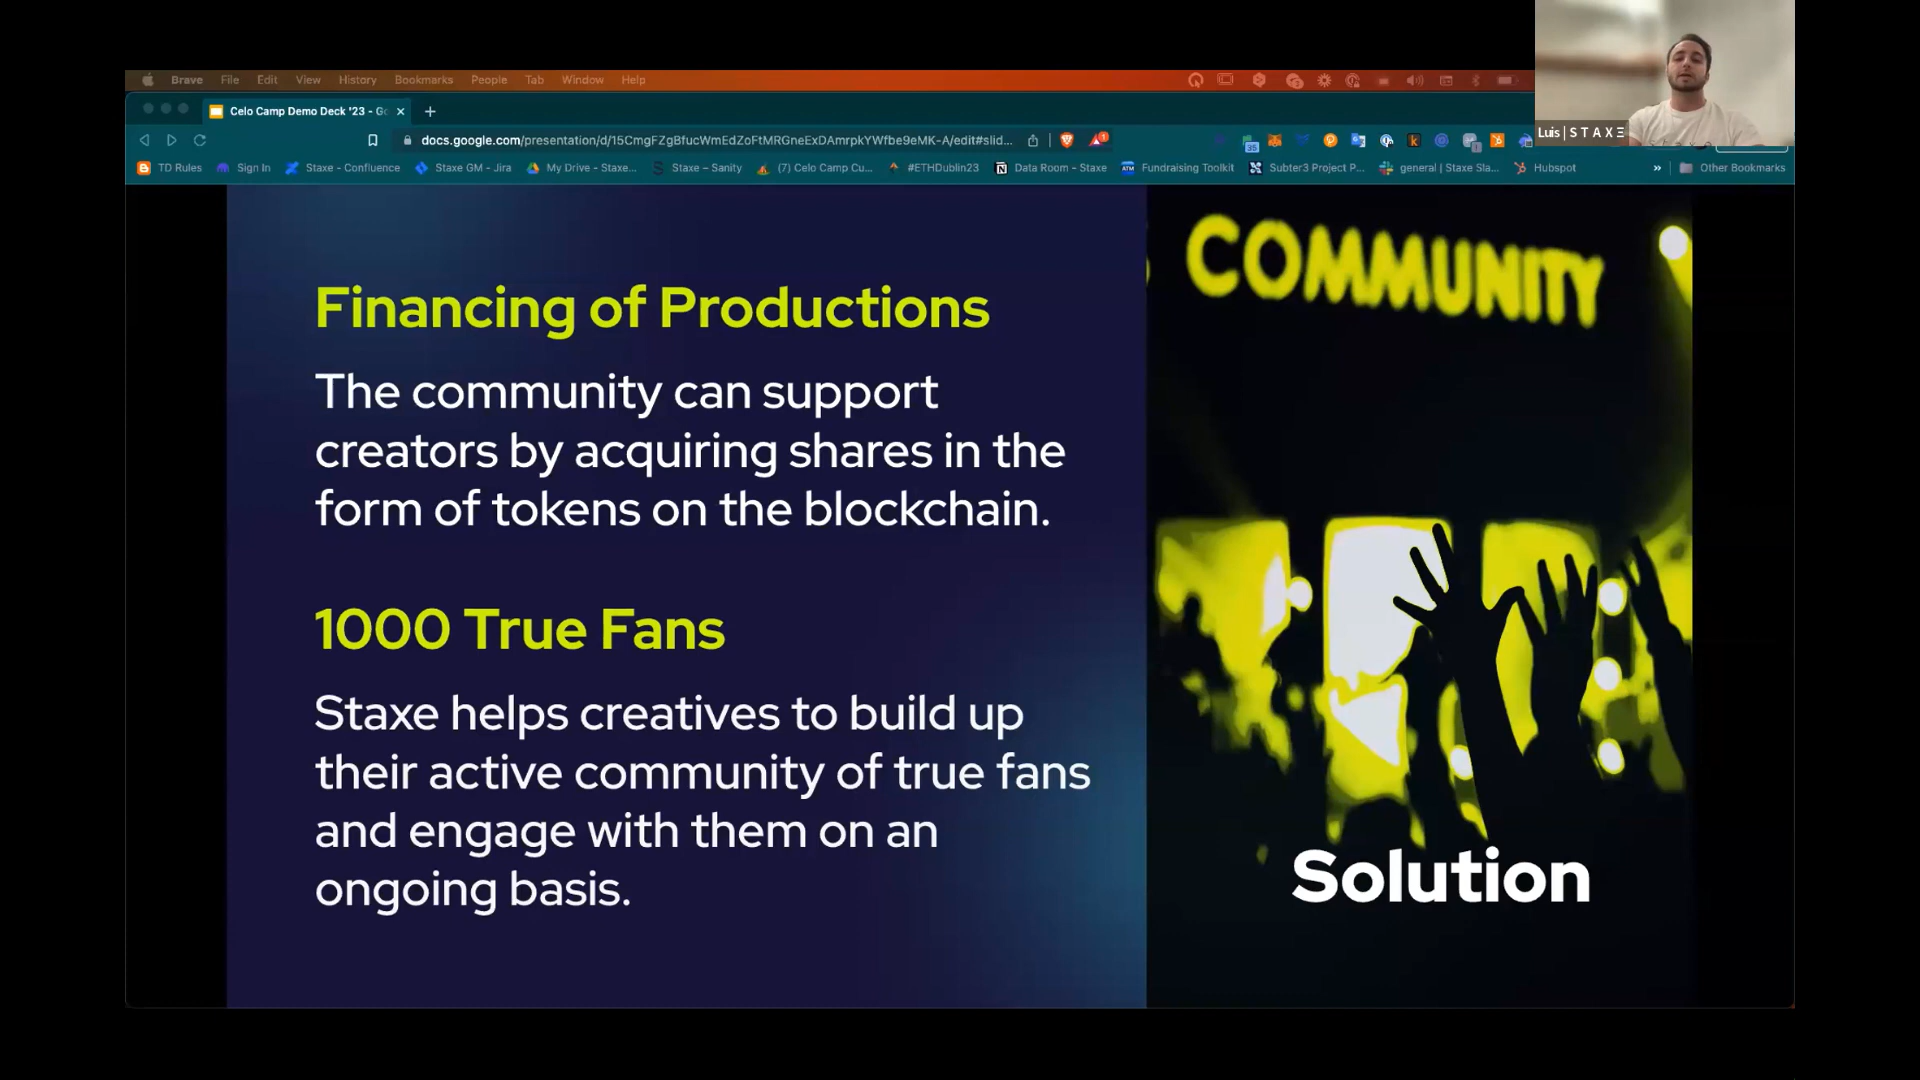 Brave File Edit View History Bookmarks People Tab Window Help
Celo Camp Demo Deck '23 - Go
docs.google.com/presentation/d/15CmgFZgBfucWmEdZoFtMRGneExDAmrpkYWfbe9eMK-A/edit#slid...
35
1
TD Rules Sign In Staxe - Confluence Staxe GM - Jira My Drive - Staxe... Staxe – Sanity (7) Celo Camp Cu... #ETHDublin23 Data Room - Staxe Fundraising Toolkit Subter3 Project P... general | Staxe Sla... Hubspot » Other Bookmarks
Luis | S T A X Ξ
Financing of Productions
The community can support
creators by acquiring shares in the
form of tokens on the blockchain.
1000 True Fans
Staxe helps creatives to build up
their active community of true fans
and engage with them on an
ongoing basis.
COMMUNITY
Solution